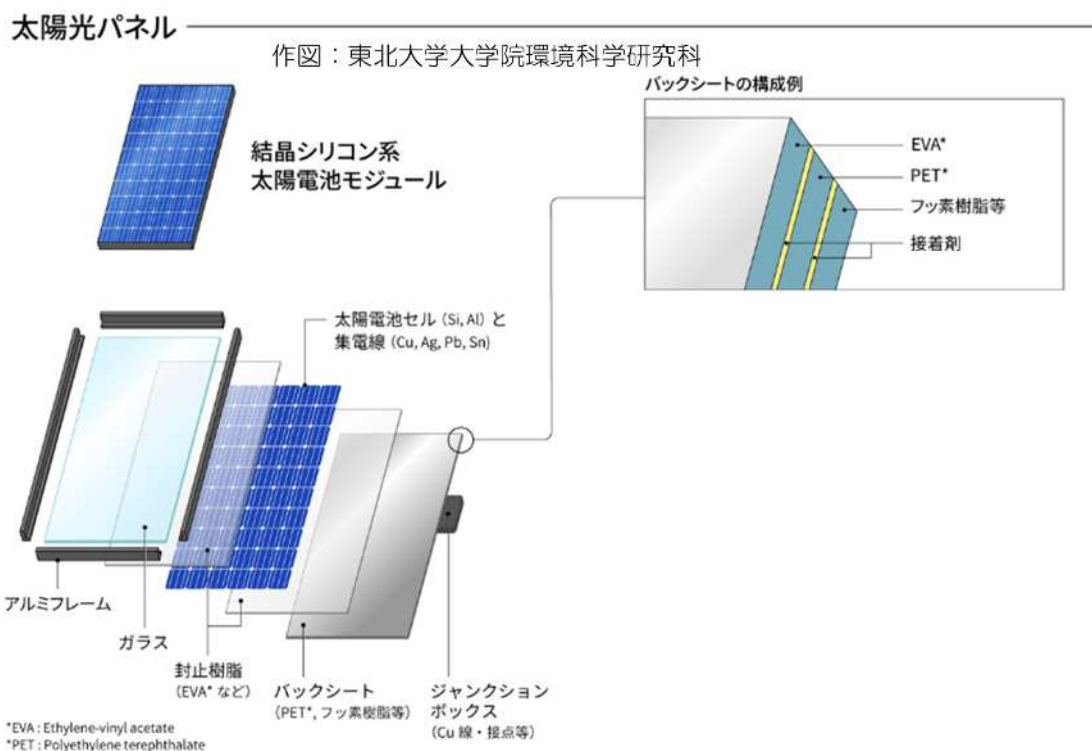 太陽光パネル
作図：東北大学大学院環境科学研究科
バックシートの構成例
結晶シリコン系
太陽電池モジュール
EVA*
PET*
フッ素樹脂等
接着剤
太陽電池セル（Si, Al）と
集電線（Cu, Ag, Pb, Sn）
アルミフレーム
ガラス
封止樹脂
（EVA* など）
バックシート
（PET*, フッ素樹脂等）
ジャンクション
ボックス
（Cu 線・接点等）
*EVA : Ethylene-vinyl acetate
*PET : Polyethylene terephthalate